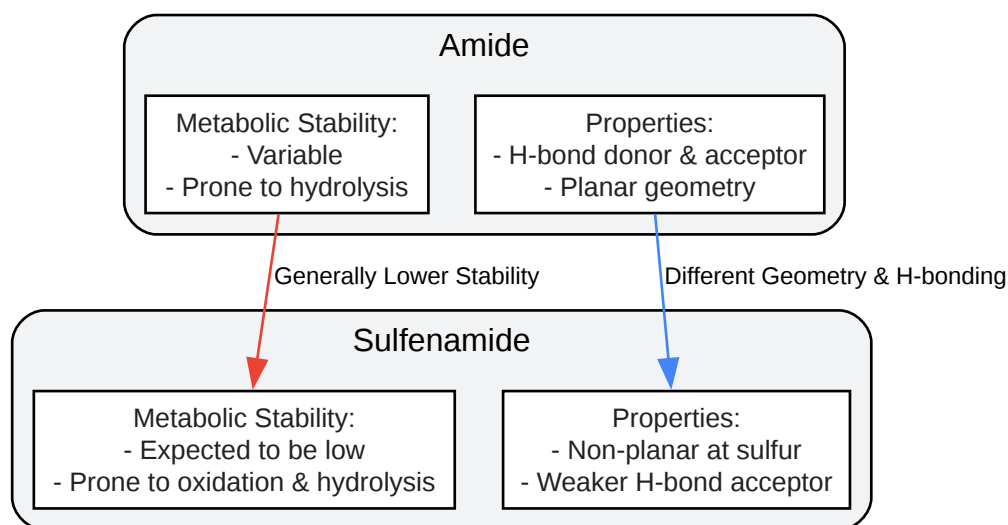 Amide
Metabolic Stability:
- Variable
- Prone to hydrolysis
Properties:
- H-bond donor & acceptor
- Planar geometry
Generally Lower Stability
Different Geometry & H-bonding
Sulfenamide
Metabolic Stability:
- Expected to be low
- Prone to oxidation & hydrolysis
Properties:
- Non-planar at sulfur
- Weaker H-bond acceptor